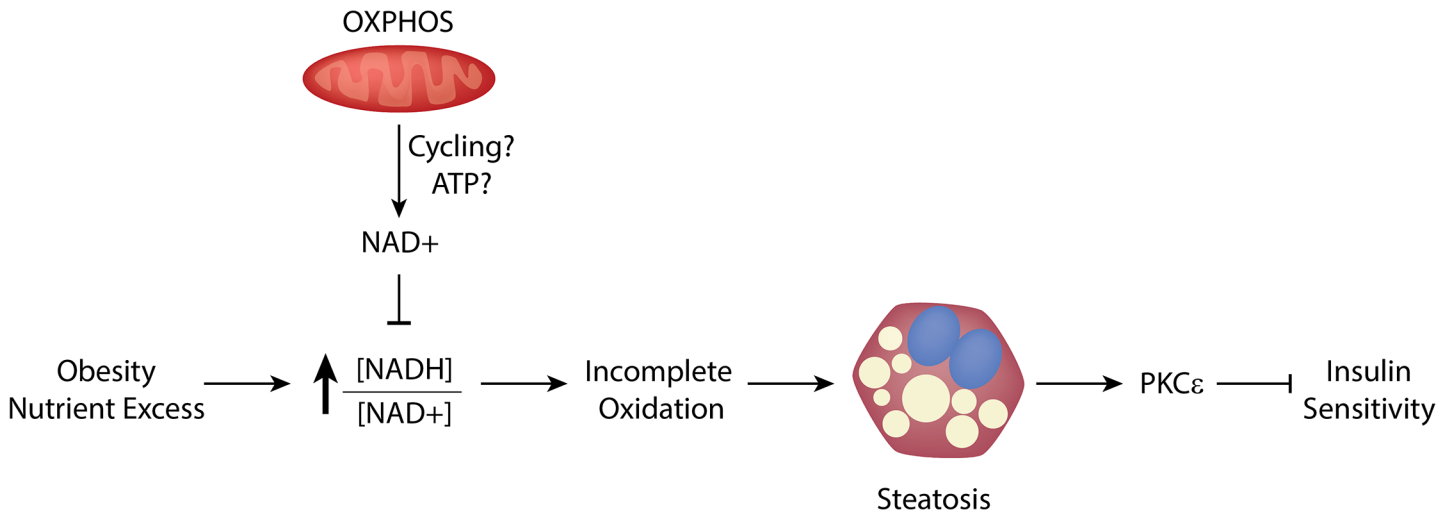 OXPHOS
Cycling?
ATP?
NAD+
Obesity
Nutrient Excess
[NADH]
[NAD+]
Incomplete
Oxidation
Steatosis
PKCε
Insulin
Sensitivity